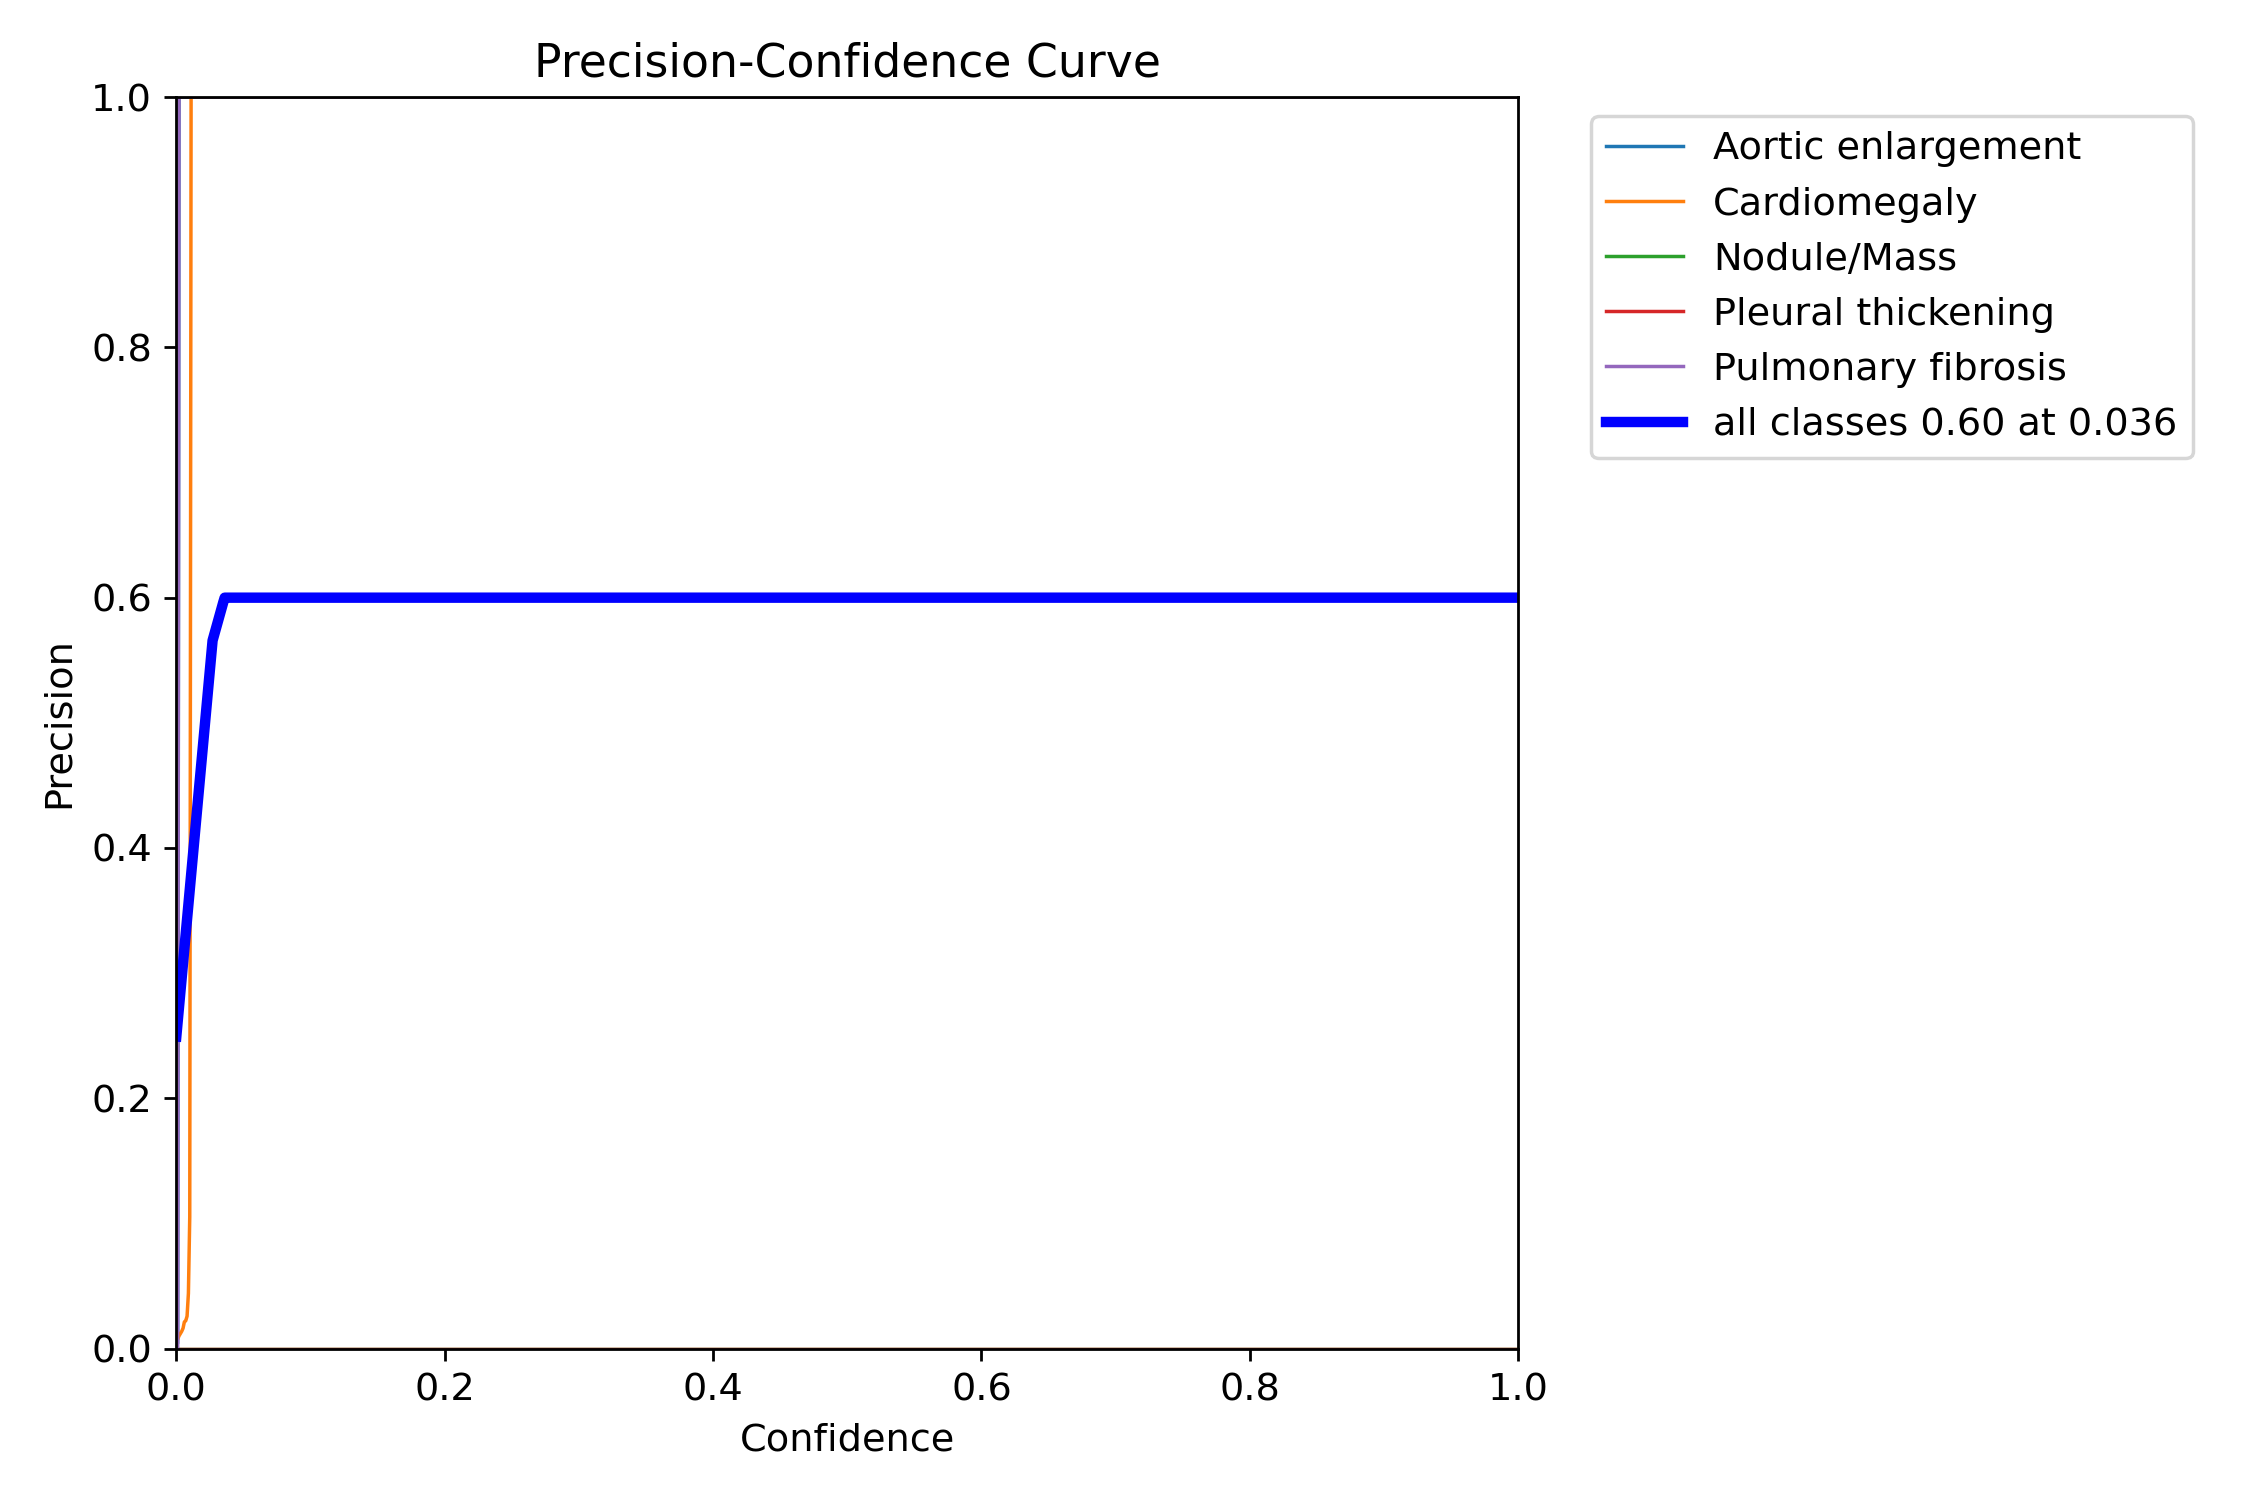 Precision-Confidence Curve
1.0
0.8
0.6
0.4
0.2
0.0
Precision
0.0 0.2 0.4 0.6 0.8 1.0
Confidence
Aortic enlargement
Cardiomegaly
Nodule/Mass
Pleural thickening
Pulmonary fibrosis
all classes 0.60 at 0.036